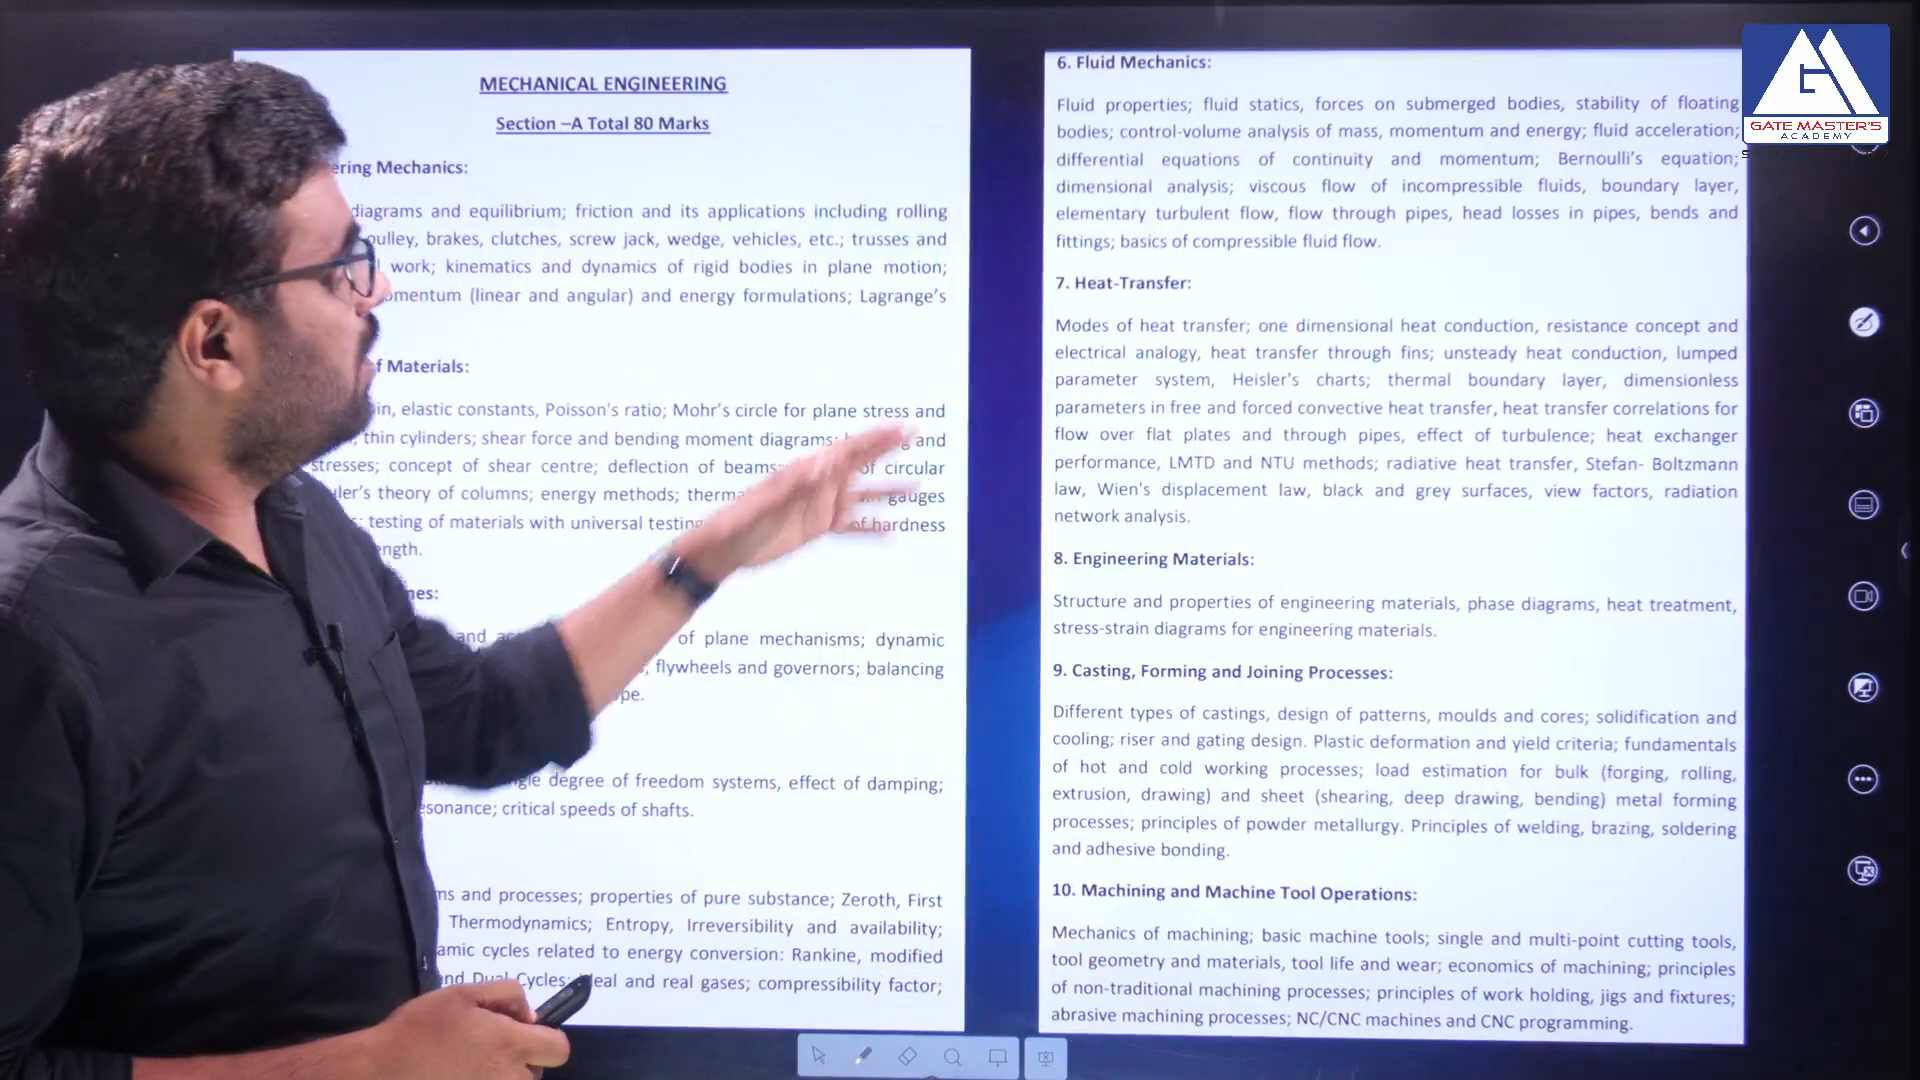 MECHANICAL ENGINEERING
Section –A Total 80 Marks
Mechanics:
diagrams and equilibrium; friction and its applications including rolling
brakes, clutches, screw jack, wedge, vehicles, etc.; trusses and
work; kinematics and dynamics of rigid bodies in plane motion;
(linear and angular) and energy formulations; Lagrange's
Materials:
elastic constants, Poisson's ratio; Mohr's circle for plane stress and
thin cylinders; shear force and bending moment diagrams; and
stresses; concept of shear centre; deflection of beams of circular
theory of columns; energy methods; gauges
testing of materials with universal testing of hardness
and of plane mechanisms; dynamic
flywheels and governors; balancing
degree of freedom systems, effect of damping;
critical speeds of shafts.
and processes; properties of pure substance; Zeroth, First
Thermodynamics; Entropy, Irreversibility and availability;
cycles related to energy conversion: Rankine, modified
and Dual Cycles; ideal and real gases; compressibility factor;
6. Fluid Mechanics:
Fluid properties; fluid statics, forces on submerged bodies, stability of floating
bodies; control-volume analysis of mass, momentum and energy; fluid acceleration;
differential equations of continuity and momentum; Bernoulli's equation;
dimensional analysis; viscous flow of incompressible fluids, boundary layer,
elementary turbulent flow, flow through pipes, head losses in pipes, bends and
fittings; basics of compressible fluid flow.
7. Heat-Transfer:
Modes of heat transfer; one dimensional heat conduction, resistance concept and
electrical analogy, heat transfer through fins; unsteady heat conduction, lumped
parameter system, Heisler's charts; thermal boundary layer, dimensionless
parameters in free and forced convective heat transfer, heat transfer correlations for
flow over flat plates and through pipes, effect of turbulence; heat exchanger
performance, LMTD and NTU methods; radiative heat transfer, Stefan- Boltzmann
law, Wien's displacement law, black and grey surfaces, view factors, radiation
network analysis.
8. Engineering Materials:
Structure and properties of engineering materials, phase diagrams, heat treatment,
stress-strain diagrams for engineering materials.
9. Casting, Forming and Joining Processes:
Different types of castings, design of patterns, moulds and cores; solidification and
cooling; riser and gating design. Plastic deformation and yield criteria; fundamentals
of hot and cold working processes; load estimation for bulk (forging, rolling,
extrusion, drawing) and sheet (shearing, deep drawing, bending) metal forming
processes; principles of powder metallurgy. Principles of welding, brazing, soldering
and adhesive bonding.
10. Machining and Machine Tool Operations:
Mechanics of machining; basic machine tools; single and multi-point cutting tools,
tool geometry and materials, tool life and wear; economics of machining; principles
of non-traditional machining processes; principles of work holding, jigs and fixtures;
abrasive machining processes; NC/CNC machines and CNC programming.
GATE MASTER'S
ACADEMY